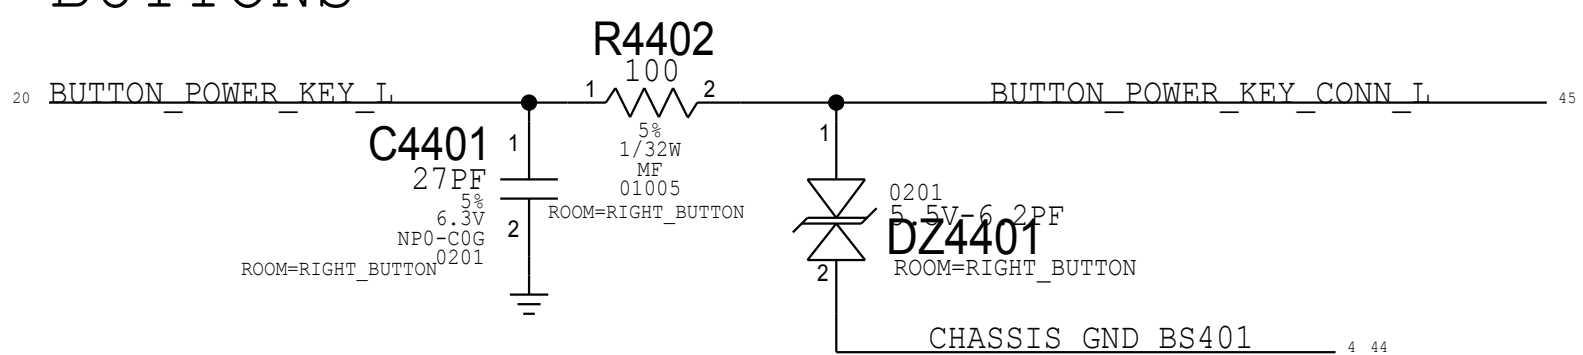 BUTTONS
R4402
100
1
2
20
BUTTON_POWER_KEY_L
BUTTON_POWER_KEY_CONN_L
45
5%
1/32W
MF
01005
ROOM=RIGHT_BUTTON
C4401
1
27PF
5%
6.3V
2
NP0-C0G
0201
ROOM=RIGHT_BUTTON
1
0201
5.5V-6.2PF
DZ4401
2
ROOM=RIGHT_BUTTON
CHASSIS_GND_BS401
4 44